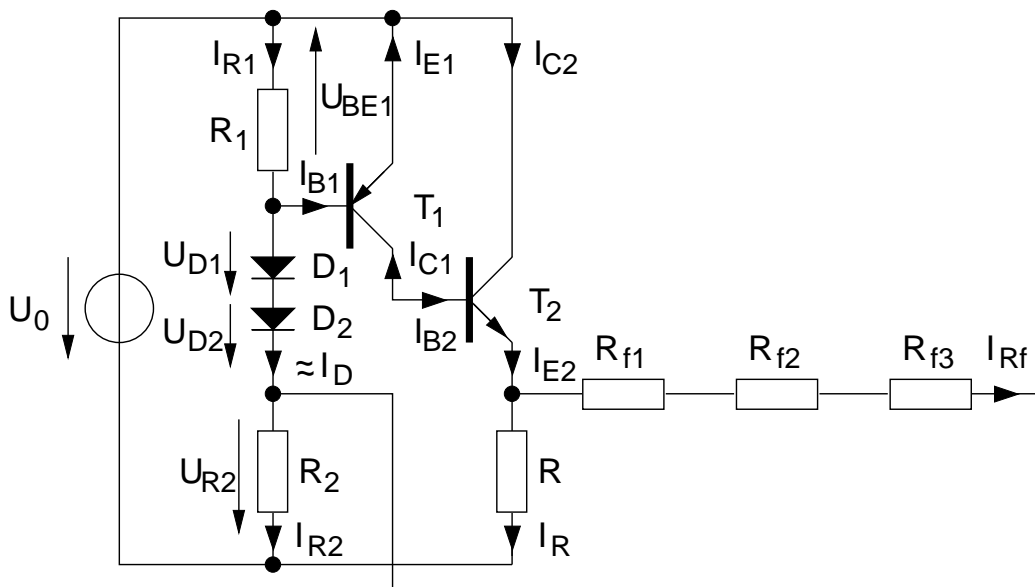 I_R1 I_E1 I_C2
U_BE1
R_1
I_B1
T_1
U_D1 D_1 I_C1
U_0
U_D2 D_2 I_B2 T_2
≈I_D I_E2 R_f1 R_f2 R_f3 I_Rf
U_R2 R_2 R
I_R2 I_R